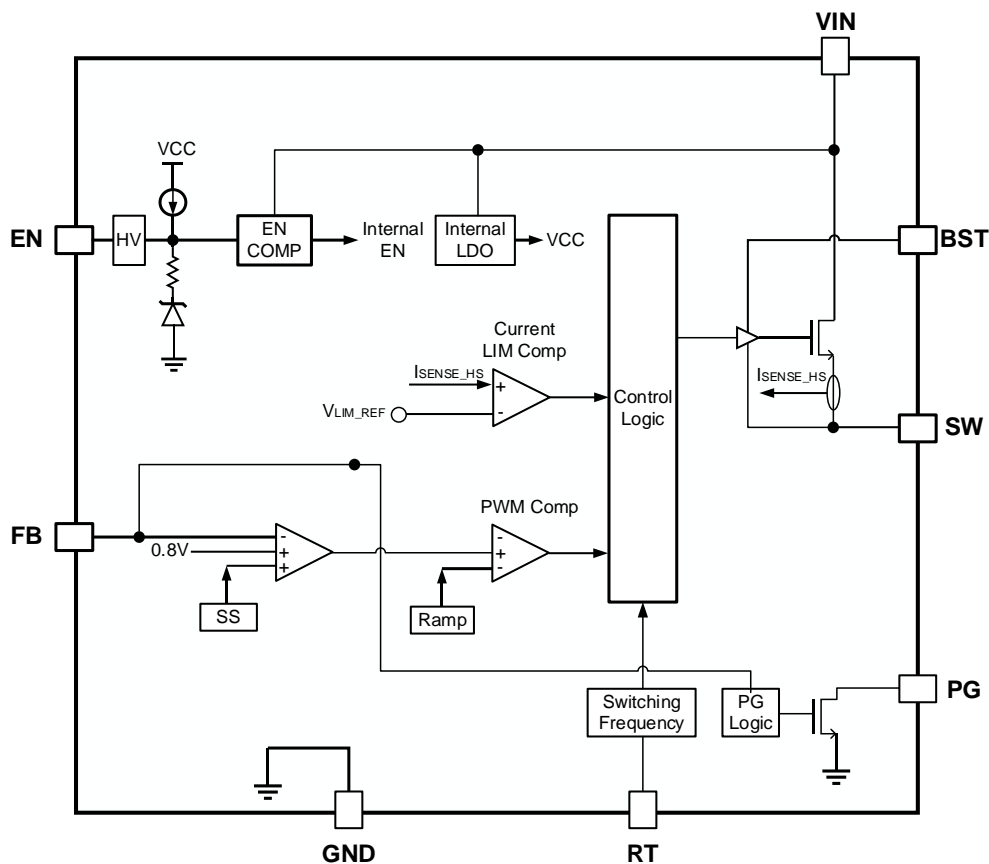 VIN
VCC
EN
HV
EN
COMP
Internal
EN
Internal
LDO
VCC
BST
Current
LIM Comp
ISENSE_HS
+
VLIM_REF
-
Control
Logic
ISENSE_HS
SW
FB
PWM Comp
-
0.8V
+
+
-
+
-
SS
Ramp
Switching
Frequency
PG
Logic
PG
GND
RT